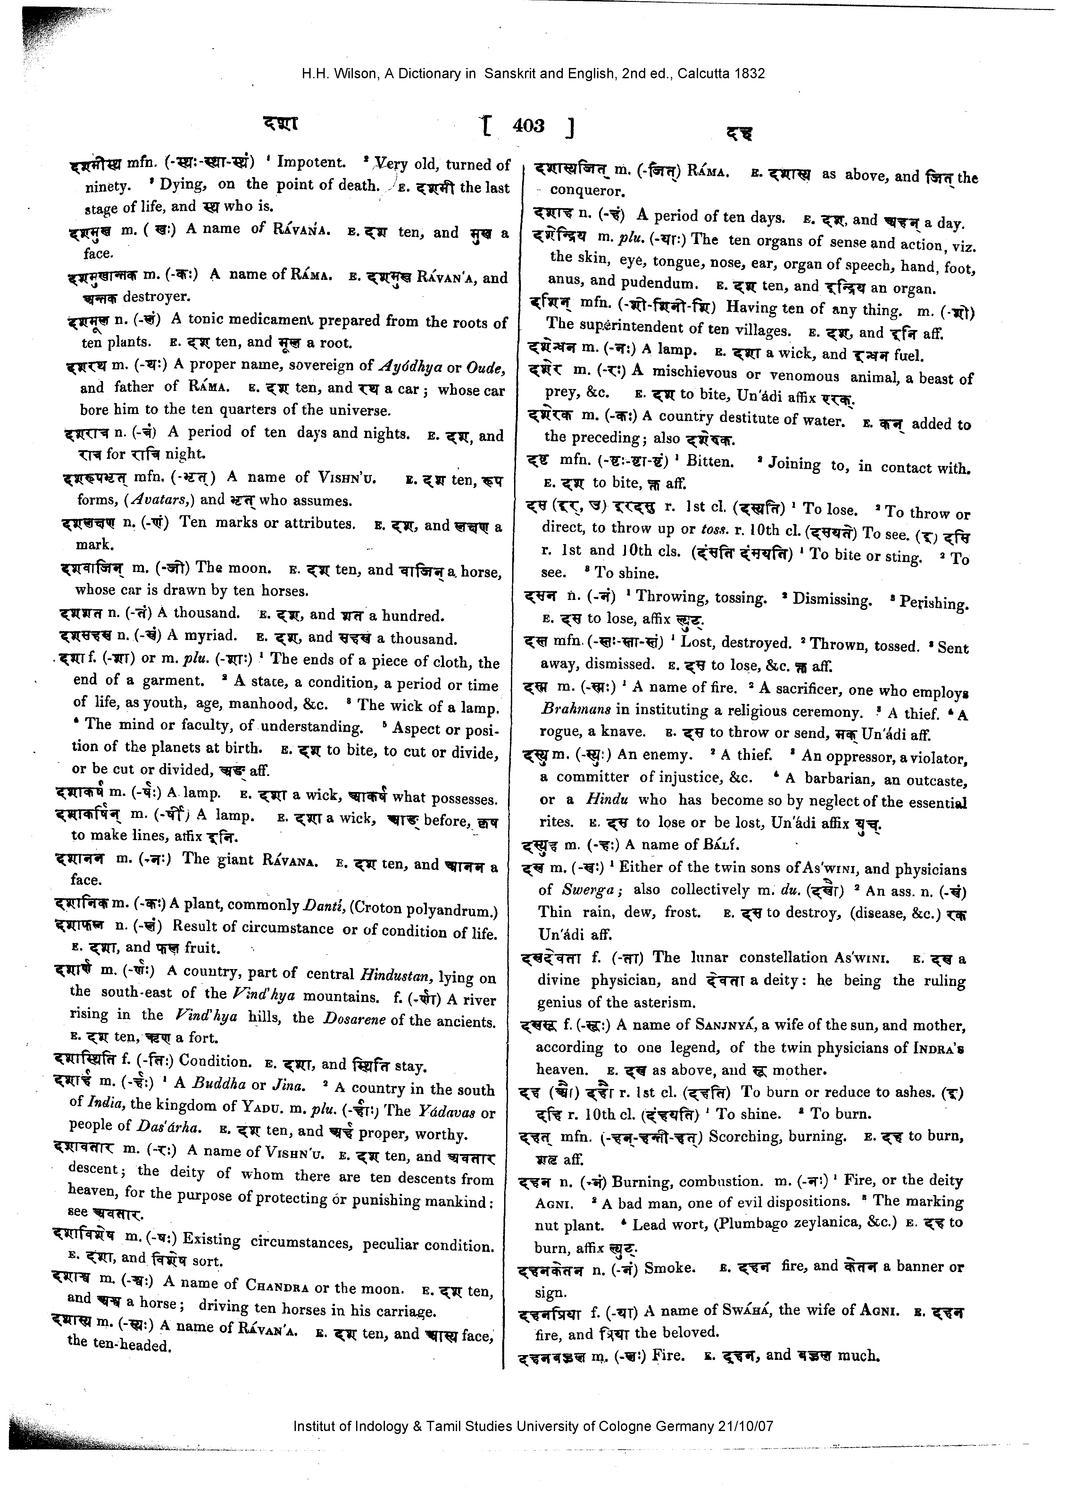 H.H. Wilson, A Dictionary in Sanskrit and English, 2nd ed., Calcutta 1832
दशा
[ 403 ]
दह
दशमीस्थ mfn. (-स्थः-स्था-स्थं) ¹ Impotent. ² Very old, turned of
ninety. ³ Dying, on the point of death. E. दशमी the last
stage of life, and स्थ who is.
दशमुख m. ( खः) A name of RÁVAŃA. E. दश ten, and मुख a
face.
दशमुखान्तक m. (-कः) A name of RÁMA. E. दशमुख RÁVAN'A, and
अन्तक destroyer.
दशमूल n. (-लं) A tonic medicament prepared from the roots of
ten plants. E. दश ten, and मूल a root.
दशरथ m. (-थः) A proper name, sovereign of Ayódhya or Oude,
and father of RÁMA. E. दश ten, and रथ a car; whose car
bore him to the ten quarters of the universe.
दशरात्र n. (-त्रं) A period of ten days and nights. E. दश, and
रात्र for रात्रि night.
दशरूपभृत् mfn. (-भृत्) A name of VISHN'U. E. दश ten, रूप
forms, (Avatars,) and भृत् who assumes.
दशलक्षण n. (-णं) Ten marks or attributes. E. दश, and लक्षण a
mark.
दशवाजिन् m. (-जी) The moon. E. दश ten, and वाजिन् a horse,
whose car is drawn by ten horses.
दशशत n. (-तं) A thousand. E. दश, and शत a hundred.
दशसहस्र n. (-स्रं) A myriad. E. दश, and सहस्र a thousand.
दशा f. (-शा) or m. plu. (-शाः) ¹ The ends of a piece of cloth, the
end of a garment. ² A state, a condition, a period or time
of life, as youth, age, manhood, &c. ³ The wick of a lamp.
⁴ The mind or faculty, of understanding. ⁵ Aspect or posi-
tion of the planets at birth. E. दश् to bite, to cut or divide,
or be cut or divided, अङ् aff.
दशाकर्ष m. (-र्षः) A lamp. E. दशा a wick, आकर्ष what possesses.
दशाकर्षिन् m. (-र्षी) A lamp. E. दशा a wick, आङ् before, कृष
to make lines, affix इनि.
दशानन m. (-नः) The giant RÁVANA. E. दश ten, and आनन a
face.
दशानिक m. (-कः) A plant, commonly Dantí, (Croton polyandrum.)
दशाफल n. (-लं) Result of circumstance or of condition of life.
E. दशा, and फल fruit.
दशार्ण m. (-र्णः) A country, part of central Hindustan, lying on
the south-east of the Vind'hya mountains. f. (-र्णा) A river
rising in the Vind'hya hills, the Dosarene of the ancients.
E. दश ten, ऋण a fort.
दशास्थिति f. (-तिः) Condition. E. दशा, and स्थिति stay.
दशार्ह m. (-र्हः) ¹ A Buddha or Jina. ² A country in the south
of India, the kingdom of YADU. m. plu. (-र्हाः) The Yádavas or
people of Das'árha. E. दश ten, and अर्ह proper, worthy.
दशावतार m. (-रः) A name of VISHN'U. E. दश ten, and अवतार
descent; the deity of whom there are ten descents from
heaven, for the purpose of protecting or punishing mankind:
see अवतार.
दशाविशेष m. (-षः) Existing circumstances, peculiar condition.
E. दशा, and विशेष sort.
दशाश्व m. (-श्वः) A name of CHANDRA or the moon. E. दश ten,
and अश्व a horse; driving ten horses in his carriage.
दशास्य m. (-स्यः) A name of RÁVAN'A. E. दश ten, and आस्य face,
the ten-headed.
दशास्यजित् m. (-जित्) RÁMA. E. दशास्य as above, and जित् the
conqueror.
दशाह n. (-हं) A period of ten days. E. दश, and अहन् a day.
दशेन्द्रिय m. plu. (-याः) The ten organs of sense and action, viz.
the skin, eye, tongue, nose, ear, organ of speech, hand, foot,
anus, and pudendum. E. दश ten, and इन्द्रिय an organ.
दशिन् mfn. (-शी-शिनी-शि) Having ten of any thing. m. (-शी)
The superintendent of ten villages. E. दश, and इनि aff.
दशेन्धन m. (-नः) A lamp. E. दशा a wick, and इन्धन fuel.
दशेर m. (-रः) A mischievous or venomous animal, a beast of
prey, &c. E. दश to bite, Un'ádi affix एरक्.
दशेरक m. (-कः) A country destitute of water. E. कन् added to
the preceding; also दशेरुक.
दष्ट mfn. (-ष्टः-ष्टा-ष्टं) ¹ Bitten. ² Joining to, in contact with.
E. दश to bite, क्त aff.
दस (इर्, उ) इरदसु r. 1st cl. (दस्यति) ¹ To lose. ² To throw or
direct, to throw up or toss. r. 10th cl. (दसयते) To see. (इ) दसि
r. 1st and 10th cls. (दंसति दंसयति) ¹ To bite or sting. ² To
see. ³ To shine.
दसन n. (-नं) ¹ Throwing, tossing. ² Dismissing. ³ Perishing.
E. दस to lose, affix ल्युट्.
दस्त mfn. (-स्तः-स्ता-स्तं) ¹ Lost, destroyed. ² Thrown, tossed. ³ Sent
away, dismissed. E. दस to lose, &c. क्त aff.
दस्म m. (-स्मः) ¹ A name of fire. ² A sacrificer, one who employs
Brahmans in instituting a religious ceremony. ³ A thief. ⁴ A
rogue, a knave. E. दस to throw or send, मक् Un'ádi aff.
दस्यु m. (-स्युः) An enemy. ² A thief. ³ An oppressor, a violator,
a committer of injustice, &c. ⁴ A barbarian, an outcaste,
or a Hindu who has become so by neglect of the essential
rites. E. दस to lose or be lost, Un'ádi affix युच्.
दस्युह m. (-हः) A name of BÁLÍ.
दस्र m. (-स्रः) ¹ Either of the twin sons of As'WINI, and physicians
of Swerga; also collectively m. du. (दस्रौ) ² An ass. n. (-स्रं)
Thin rain, dew, frost. E. दस to destroy, (disease, &c.) रक
Un'ádi aff.
दस्रदेवता f. (-ता) The lunar constellation As'WINI. E. दस्र a
divine physician, and देवता a deity: he being the ruling
genius of the asterism.
दस्रसू f. (-सूः) A name of SANJNYÁ, a wife of the sun, and mother,
according to one legend, of the twin physicians of INDRA'S
heaven. E. दस्र as above, and सू mother.
दह (औ) दहौ r. 1st cl. (दहति) To burn or reduce to ashes. (इ)
दहि r. 10th cl. (दंहयति) ¹ To shine. ² To burn.
दहत् mfn. (-हन्-हन्ती-हत्) Scorching, burning. E. दह to burn,
शतृ aff.
दहन n. (-नं) Burning, combustion. m. (-नः) ¹ Fire, or the deity
AGNI. ² A bad man, one of evil dispositions. ³ The marking
nut plant. ⁴ Lead wort, (Plumbago zeylanica, &c.) E. दह to
burn, affix ल्युट्.
दहनकेतन n. (-नं) Smoke. E. दहन fire, and केतन a banner or
sign.
दहनप्रिया f. (-या) A name of SWÁHÁ, the wife of AGNI. E. दहन
fire, and प्रिया the beloved.
दहनबहुल m. (-लः) Fire. E. दहन, and बहुल much.
Institut of Indology & Tamil Studies University of Cologne Germany 21/10/07